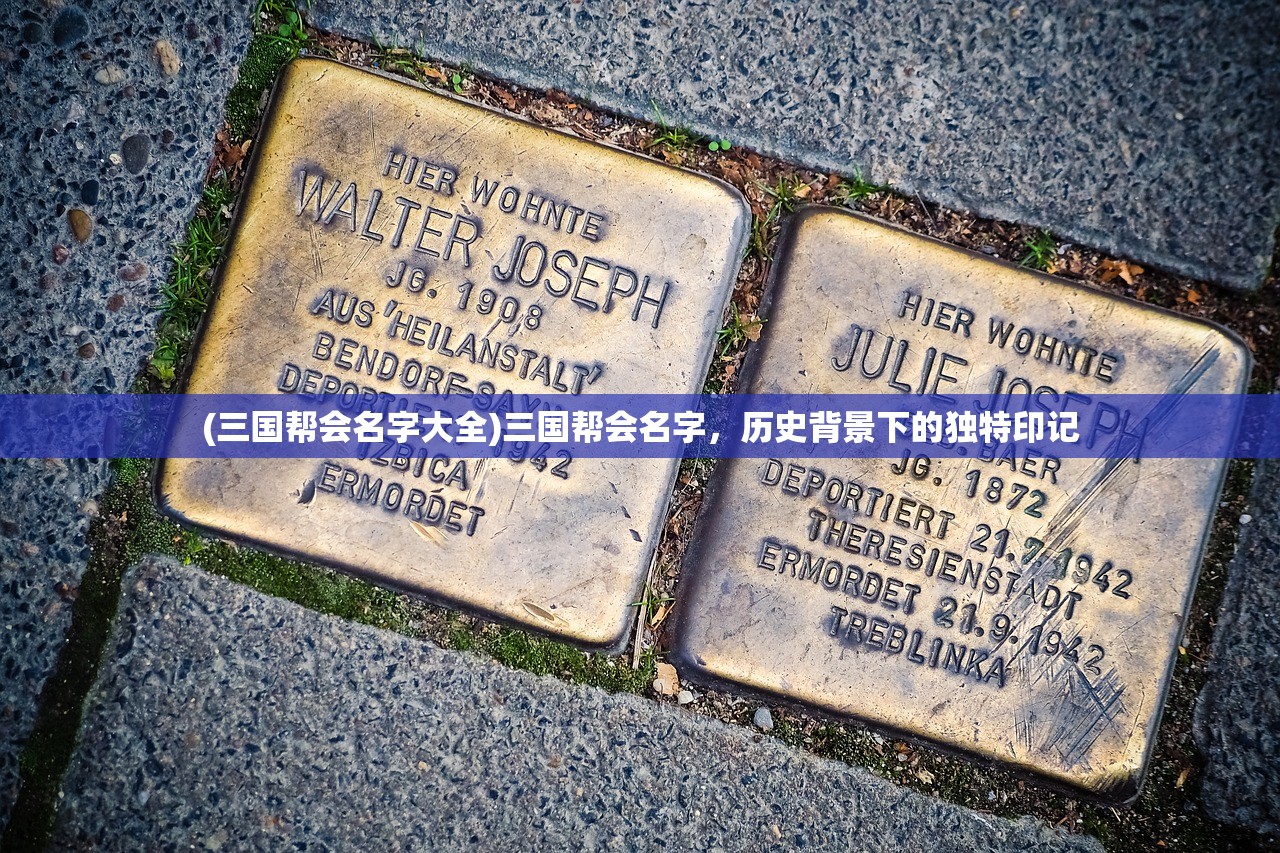 HIER WOHNTE
WALTER JOSEPH
JG. 1908
AUS 'HEILANSTALT'
BENDORF-SAYN
DEPORTIERT 1942
IZBICA
ERMORDET
(三国帮会名字大全)三国帮会名字，历史背景下的独特印记
HIER WOHNTE
JULIE JOSEPH
BAER
JG. 1872
DEPORTIERT 21.7.1942
THERESIENSTADT
ERMORDET 21.9.1942
TREBLINKA